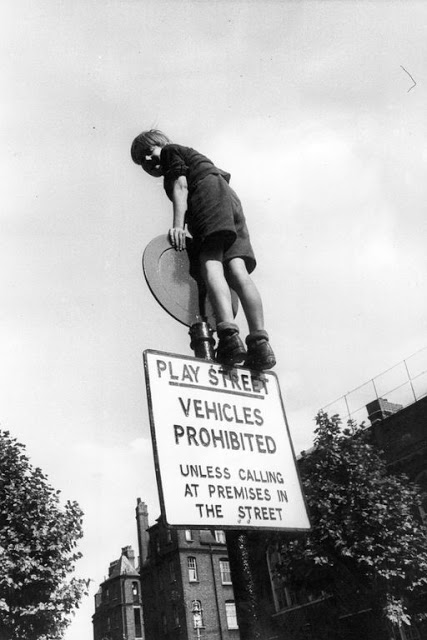 PLAY STREET
VEHICLES
PROHIBITED
UNLESS CALLING
AT PREMISES IN
THE STREET